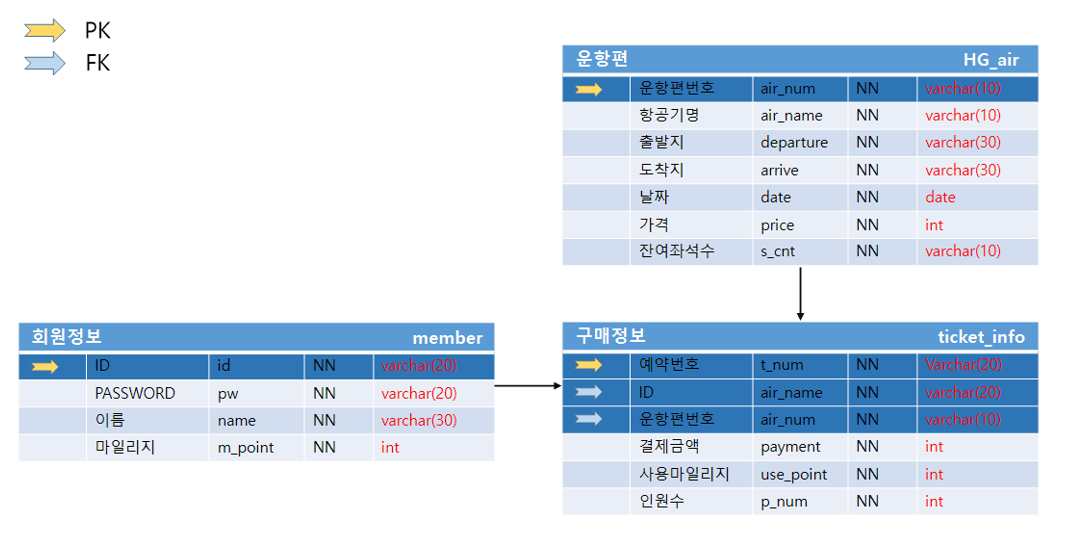 PK
FK
운항편 HG_air
운항편번호 air_num NN varchar(10)
항공기명 air_name NN varchar(10)
출발지 departure NN varchar(30)
도착지 arrive NN varchar(30)
날짜 date NN date
가격 price NN int
잔여좌석수 s_cnt NN varchar(10)
회원정보 member
ID id NN varchar(20)
PASSWORD pw NN varchar(20)
이름 name NN varchar(30)
마일리지 m_point NN int
구매정보 ticket_info
예약번호 t_num NN Varchar(20)
ID air_name NN varchar(20)
운항편번호 air_num NN varchar(10)
결제금액 payment NN int
사용마일리지 use_point NN int
인원수 p_num NN int